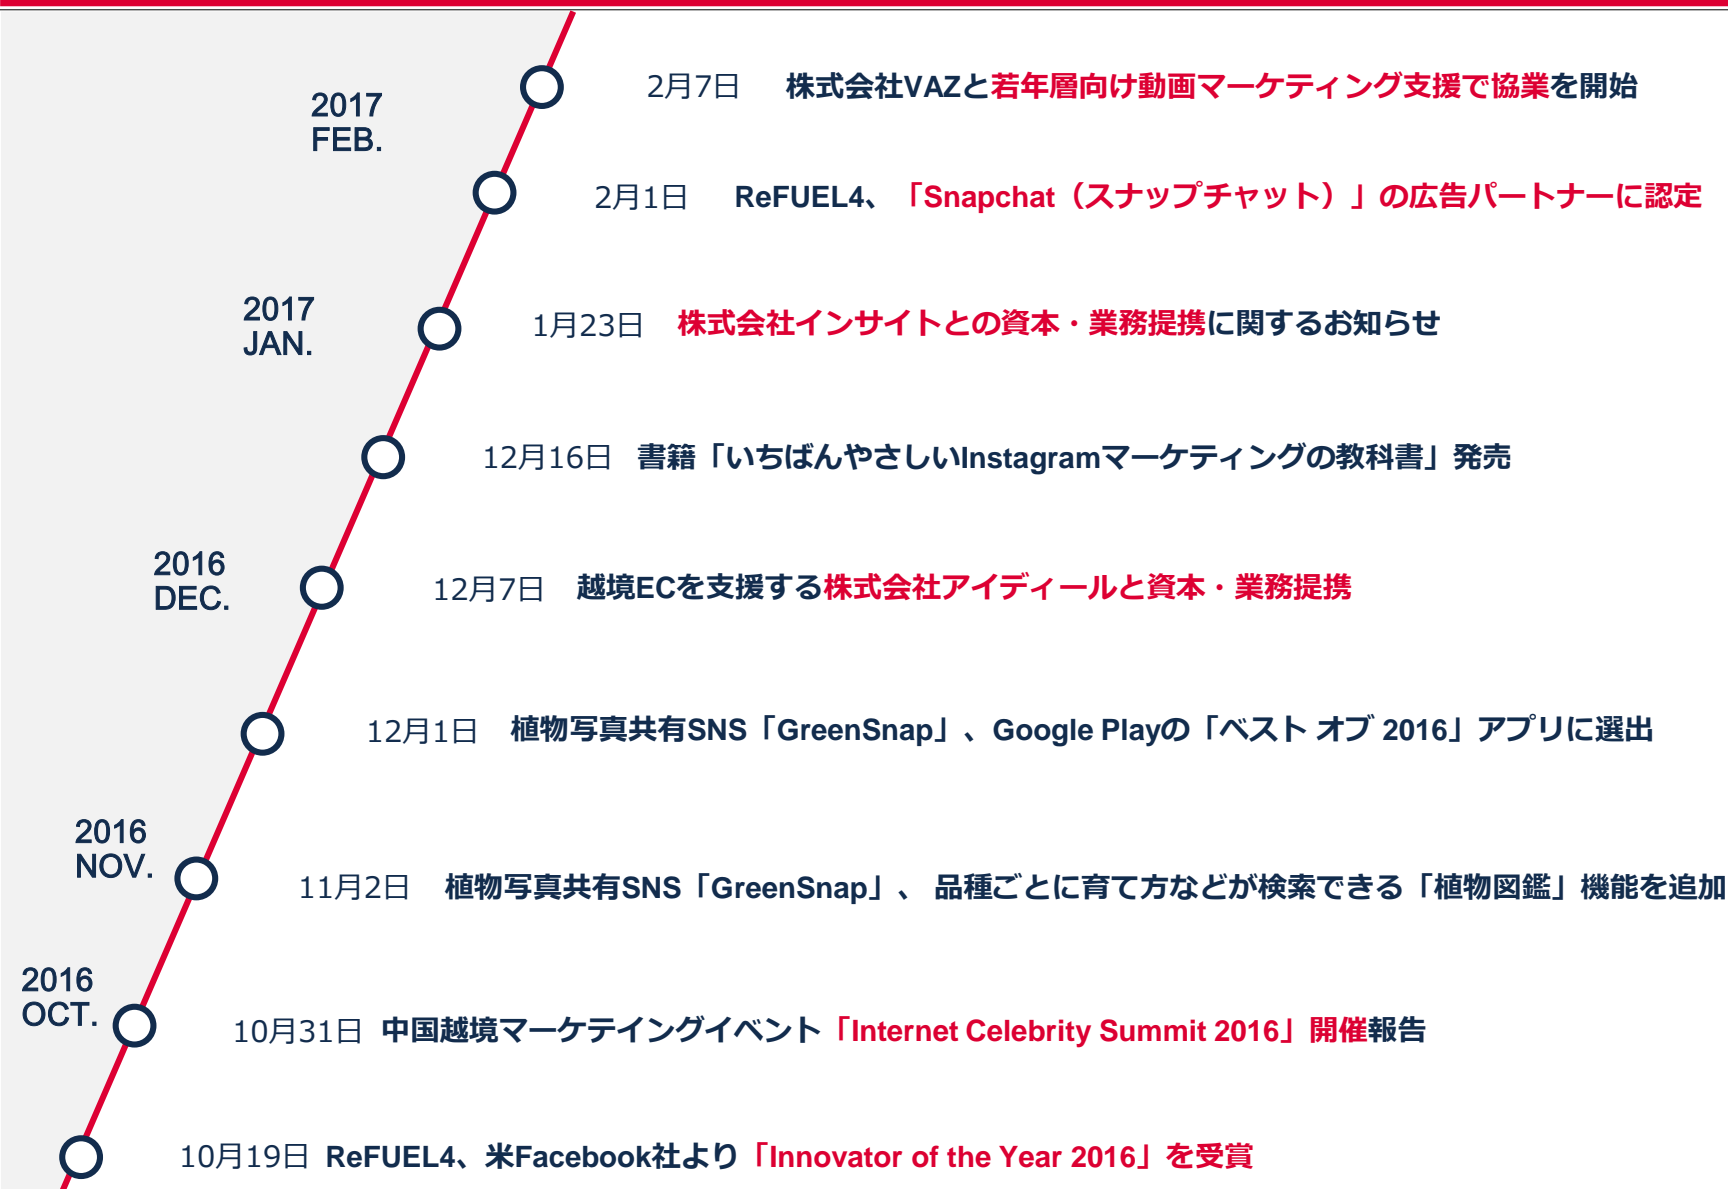 2017
FEB.
2月7日 株式会社VAZと若年層向け動画マーケティング支援で協業を開始
2月1日 ReFUEL4、「Snapchat（スナップチャット）」の広告パートナーに認定
2017
JAN.
1月23日 株式会社インサイトとの資本・業務提携に関するお知らせ
12月16日 書籍「いちばんやさしいInstagramマーケティングの教科書」発売
2016
DEC.
12月7日 越境ECを支援する株式会社アイディールと資本・業務提携
12月1日 植物写真共有SNS「GreenSnap」、Google Playの「ベスト オブ 2016」アプリに選出
2016
NOV.
11月2日 植物写真共有SNS「GreenSnap」、 品種ごとに育て方などが検索できる「植物図鑑」機能を追加
2016
OCT.
10月31日 中国越境マーケテイングイベント「Internet Celebrity Summit 2016」開催報告
10月19日 ReFUEL4、米Facebook社より「Innovator of the Year 2016」を受賞